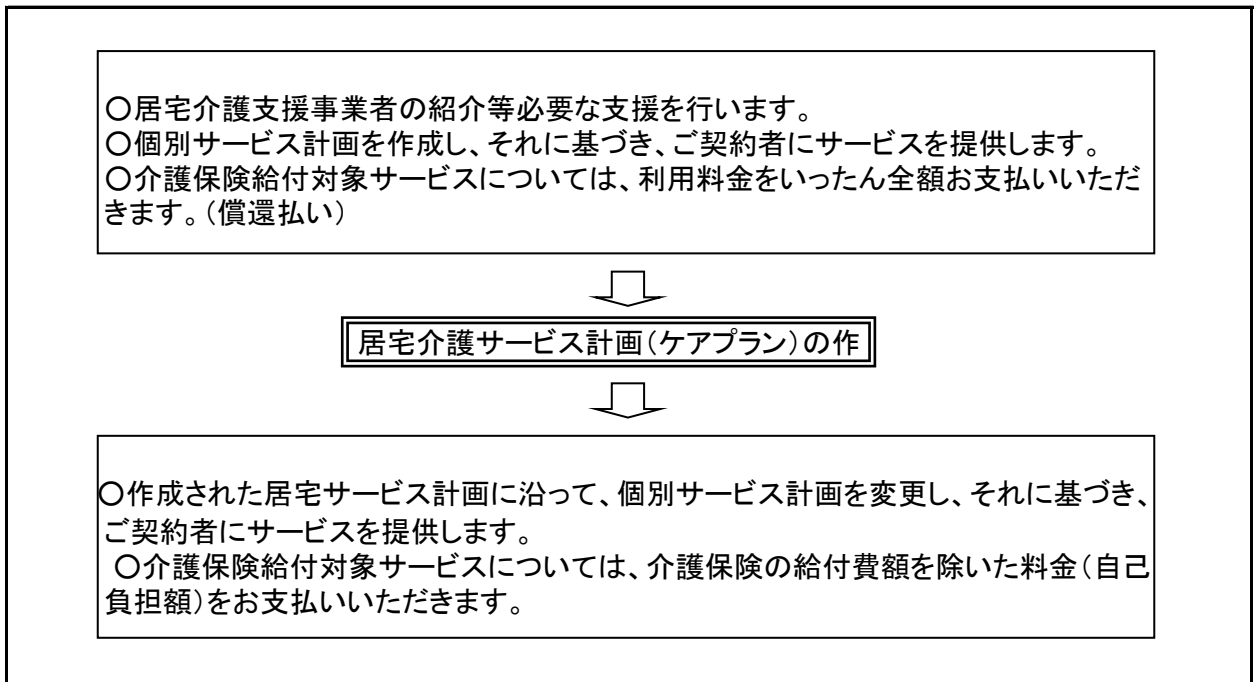 〇居宅介護支援事業者の紹介等必要な支援を行います。
〇個別サービス計画を作成し、それに基づき、ご契約者にサービスを提供します。
〇介護保険給付対象サービスについては、利用料金をいったん全額お支払いいただ
きます。(償還払い)
居宅介護サービス計画(ケアプラン)の作
〇作成された居宅サービス計画に沿って、個別サービス計画を変更し、それに基づき、
ご契約者にサービスを提供します。
〇介護保険給付対象サービスについては、介護保険の給付費額を除いた料金(自己
負担額)をお支払いいただきます。